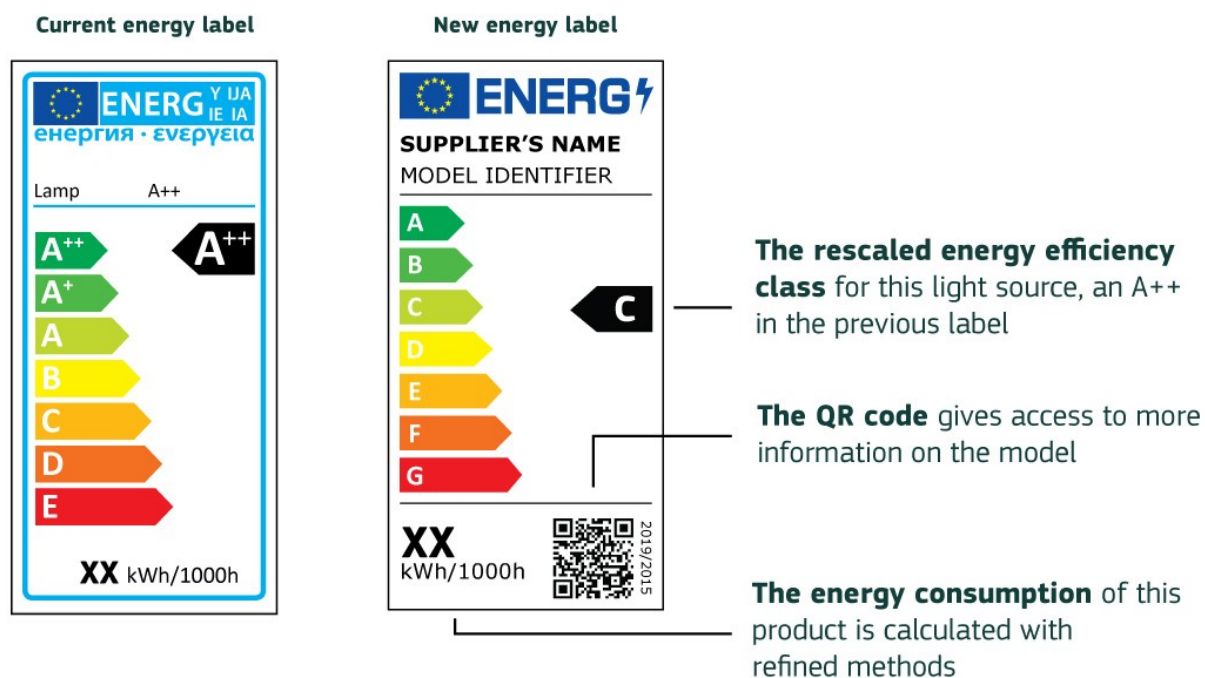 Current energy label
ENERG Y IJA
IE IA
енергия · ενεργεια
Lamp A++
A++
A++
A+
A
B
C
D
E
XX kWh/1000h
New energy label
ENERG
SUPPLIER'S NAME
MODEL IDENTIFIER
A
B
C
C
D
E
F
G
XX
kWh/1000h
2019/2015
The rescaled energy efficiency
class for this light source, an A++
in the previous label
The QR code gives access to more
information on the model
The energy consumption of this
product is calculated with
refined methods